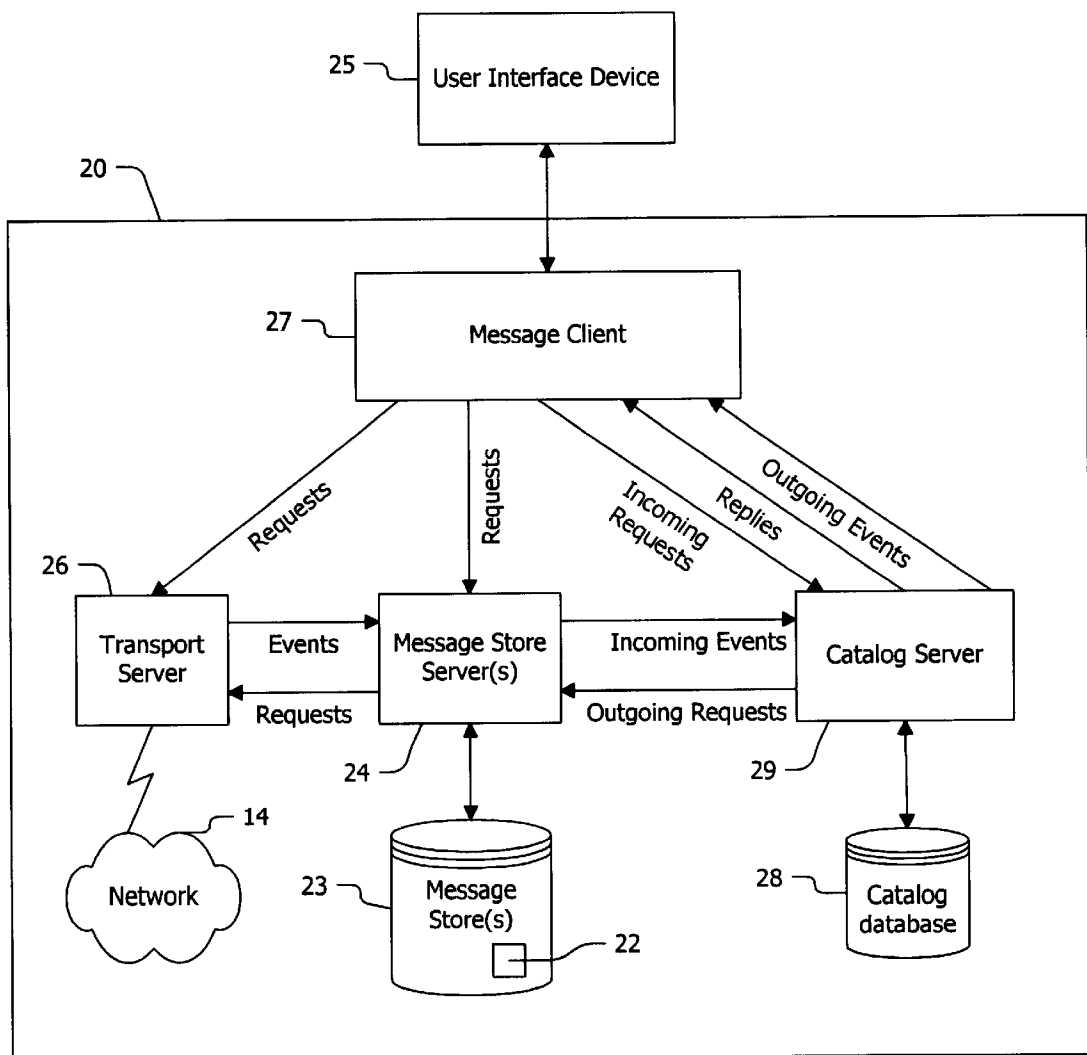 25
User Interface Device
20
27
Message Client
Requests
Requests
Incoming
Requests
Replies
Outgoing Events
26
Transport
Server
Events
Requests
Message Store
Server(s)
Incoming Events
Outgoing Requests
Catalog Server
24
29
14
Network
23
Message
Store(s)
22
28
Catalog
database